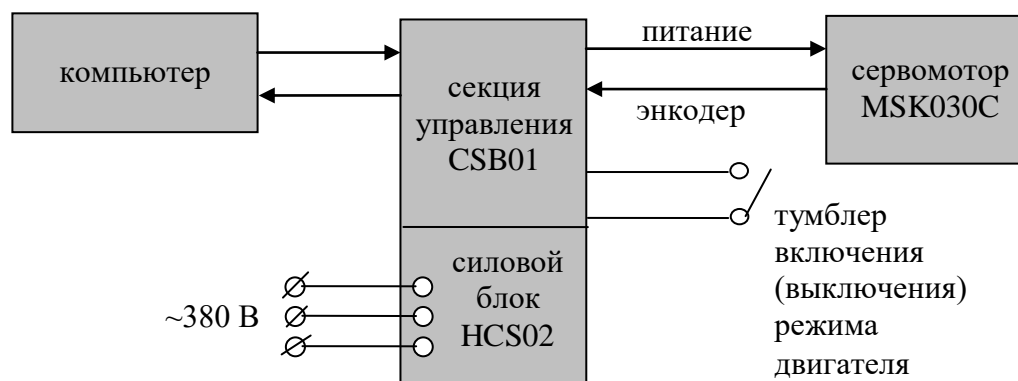 компьютер
секция
управления
CSB01
питание
энкодер
сервомотор
MSK030C
тумблер
включения
(выключения)
режима
двигателя
силовой
блок
HCS02
~380 В